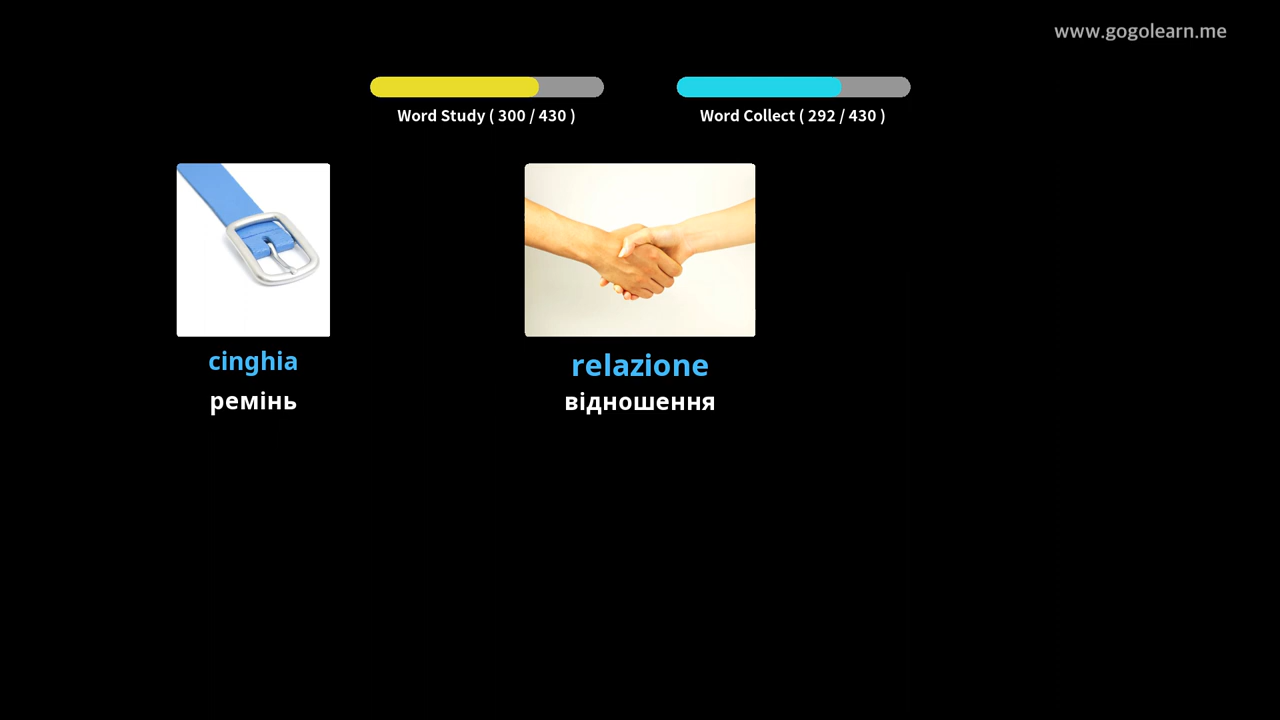 www.gogolearn.me
Word Study ( 300 / 430 )
Word Collect ( 292 / 430 )
cinghia
ремінь
relazione
відношення